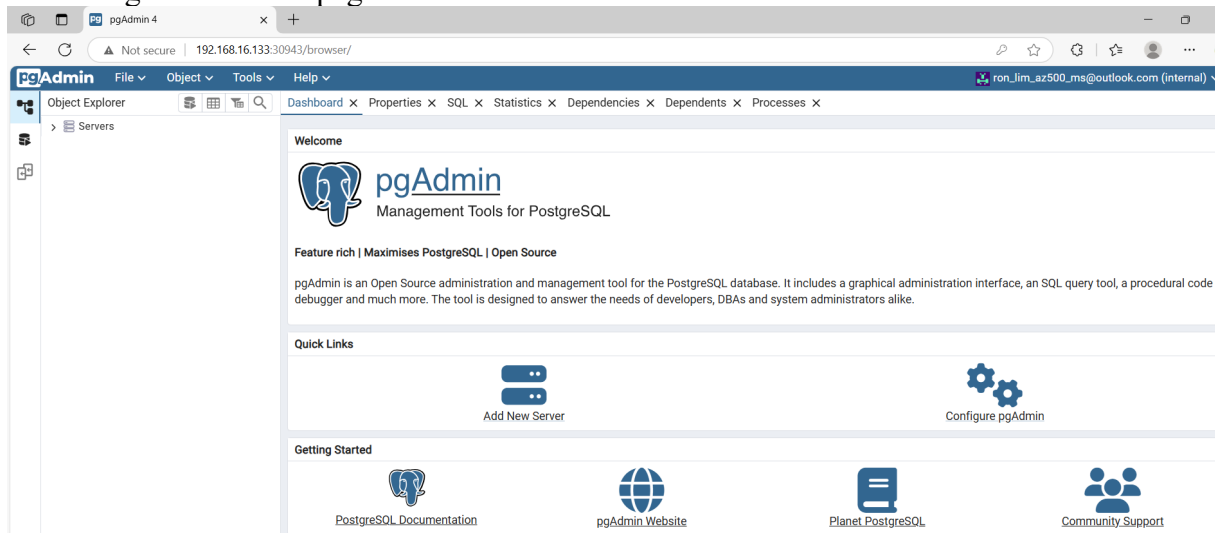 pgAdmin 4
Not secure 192.168.16.133:30943/browser/
pgAdmin File Object Tools Help ron_lim_az500_ms@outlook.com (internal)
Object Explorer
Dashboard Properties SQL Statistics Dependencies Dependents Processes
Servers
Welcome
pgAdmin
Management Tools for PostgreSQL
Feature rich | Maximises PostgreSQL | Open Source
pgAdmin is an Open Source administration and management tool for the PostgreSQL database. It includes a graphical administration interface, an SQL query tool, a procedural code
debugger and much more. The tool is designed to answer the needs of developers, DBAs and system administrators alike.
Quick Links
Add New Server Configure pgAdmin
Getting Started
PostgreSQL Documentation pgAdmin Website Planet PostgreSQL Community Support